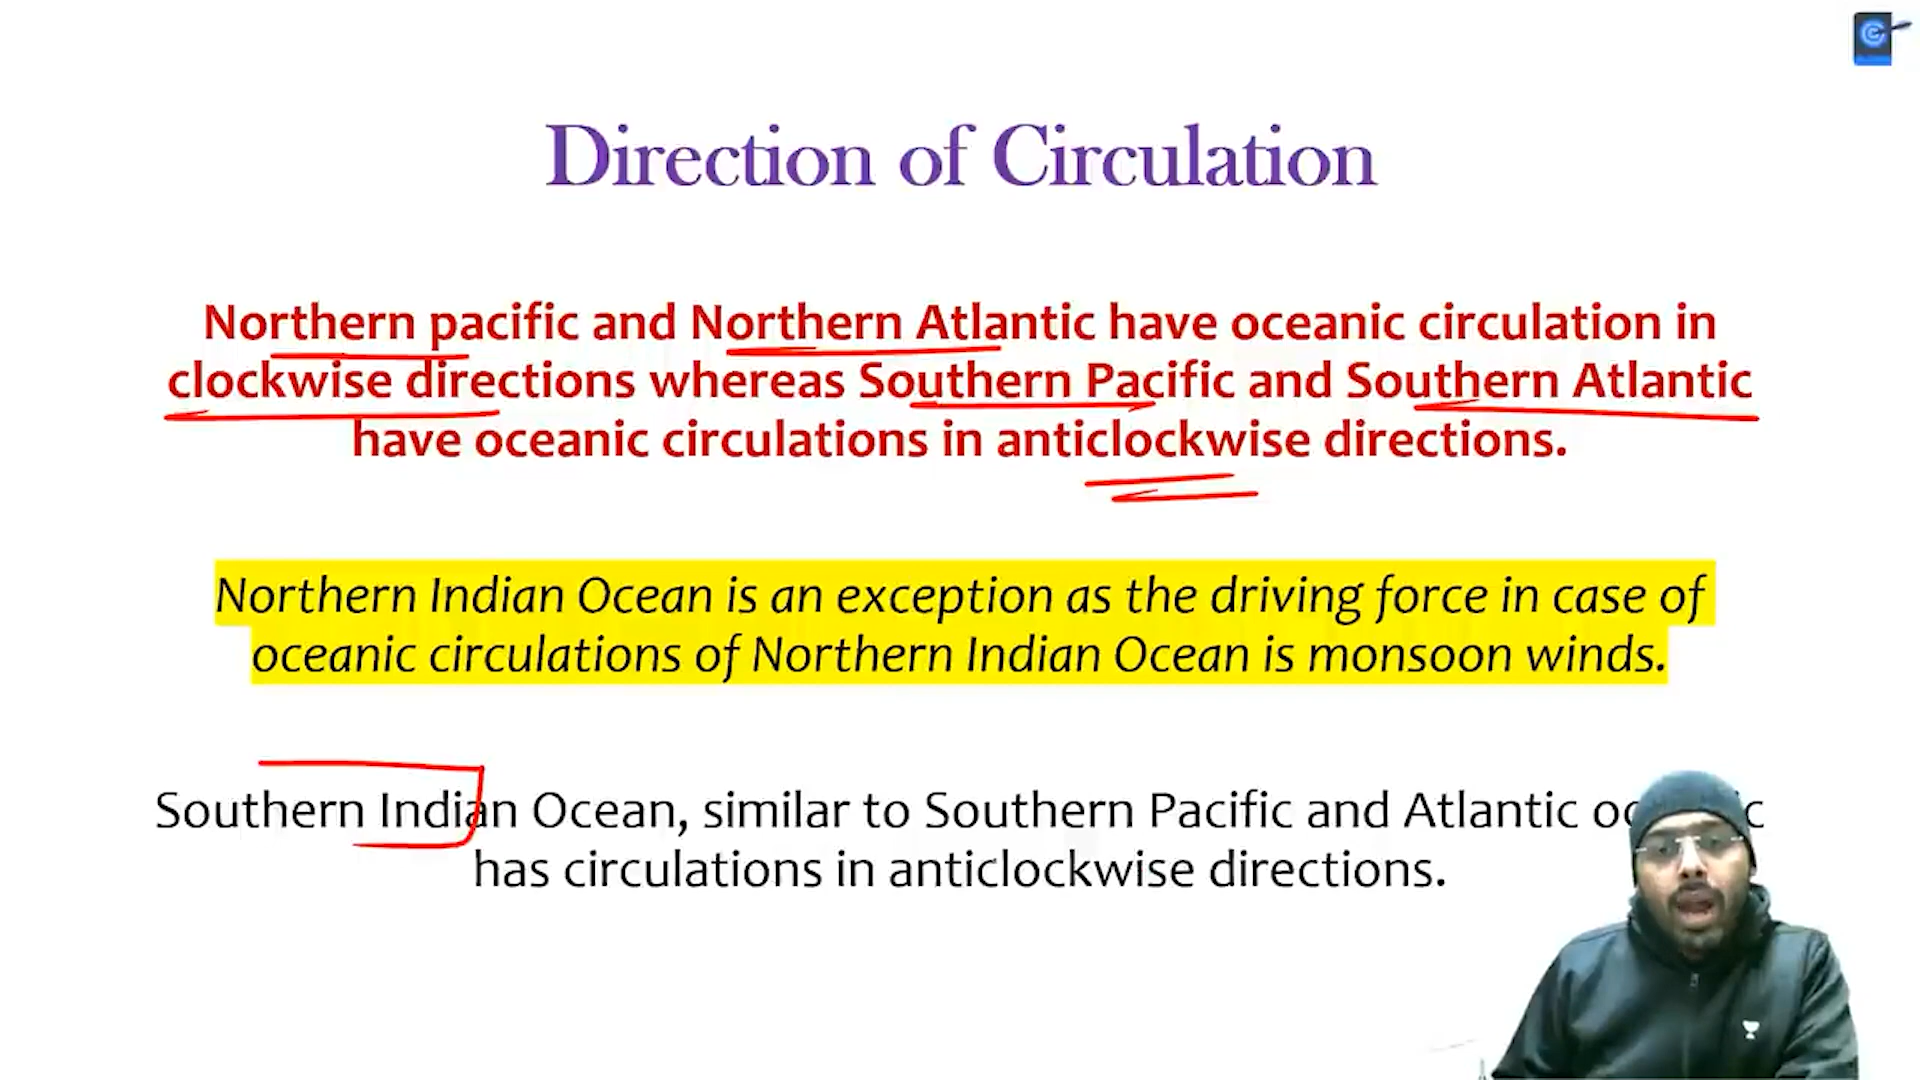 Direction of Circulation
Northern pacific and Northern Atlantic have oceanic circulation in
clockwise directions whereas Southern Pacific and Southern Atlantic
have oceanic circulations in anticlockwise directions.
Northern Indian Ocean is an exception as the driving force in case of
oceanic circulations of Northern Indian Ocean is monsoon winds.
Southern Indian Ocean, similar to Southern Pacific and Atlantic
has circulations in anticlockwise directions.